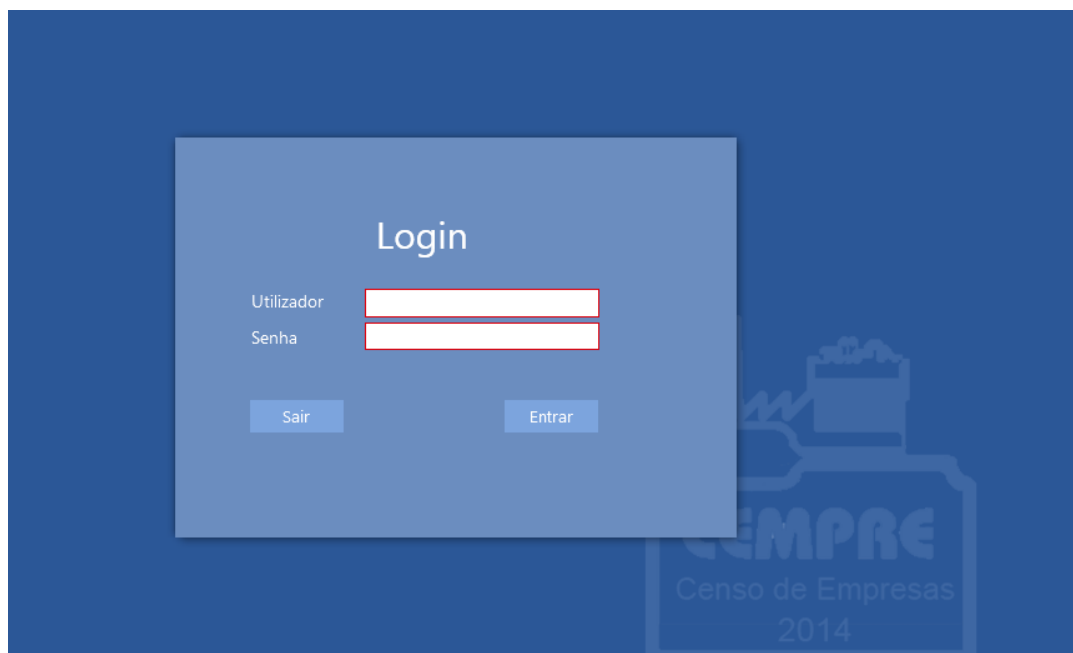 Login
Utilizador
Senha
Sair Entrar
CEMPRE
Censo de Empresas
2014